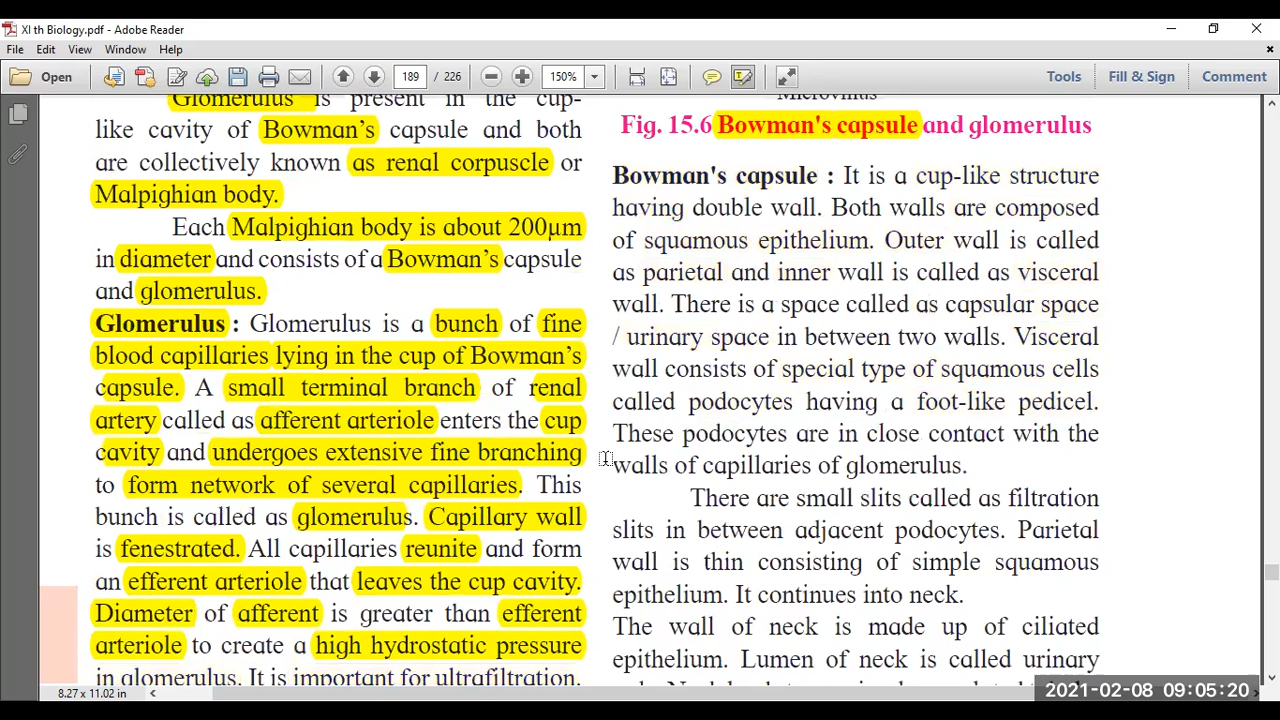 XI th Biology.pdf - Adobe Reader
File Edit View Window Help
Open 189 / 226 150% Tools Fill & Sign Comment
Glomerulus is present in the cup-
like cavity of Bowman's capsule and both
are collectively known as renal corpuscle or
Malpighian body.
Each Malpighian body is about 200µm
in diameter and consists of a Bowman's capsule
and glomerulus.
Glomerulus : Glomerulus is a bunch of fine
blood capillaries lying in the cup of Bowman's
capsule. A small terminal branch of renal
artery called as afferent arteriole enters the cup
cavity and undergoes extensive fine branching
to form network of several capillaries. This
bunch is called as glomerulus. Capillary wall
is fenestrated. All capillaries reunite and form
an efferent arteriole that leaves the cup cavity.
Diameter of afferent is greater than efferent
arteriole to create a high hydrostatic pressure
in glomerulus. It is important for ultrafiltration.
Microvillus
Fig. 15.6 Bowman's capsule and glomerulus
Bowman's capsule : It is a cup-like structure
having double wall. Both walls are composed
of squamous epithelium. Outer wall is called
as parietal and inner wall is called as visceral
wall. There is a space called as capsular space
/ urinary space in between two walls. Visceral
wall consists of special type of squamous cells
called podocytes having a foot-like pedicel.
These podocytes are in close contact with the
walls of capillaries of glomerulus.
There are small slits called as filtration
slits in between adjacent podocytes. Parietal
wall is thin consisting of simple squamous
epithelium. It continues into neck.
The wall of neck is made up of ciliated
epithelium. Lumen of neck is called urinary
8.27 x 11.02 in
2021-02-08 09:05:20